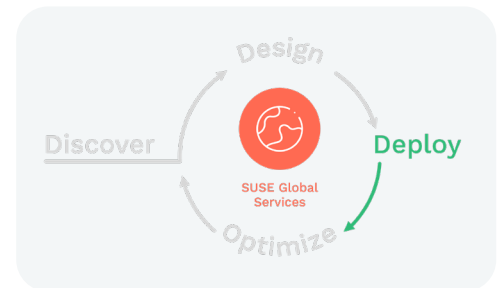 Design
Discover
Deploy
SUSE Global
Services
Optimize